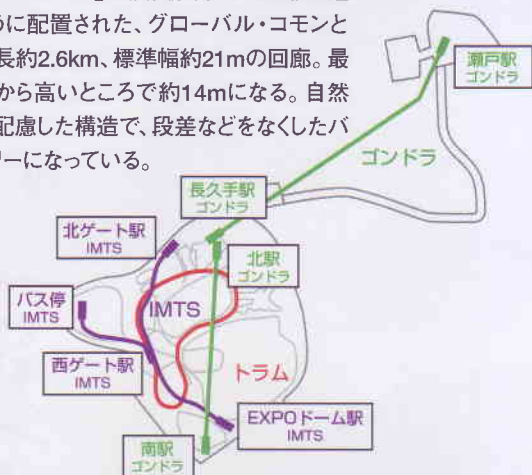 うに配置された、グローバル・コモンと
長約2.6km、標準幅約21mの回廊。最
から高いところで約14mになる。自然
配慮した構造で、段差などをなくしたバ
リーになっている。
瀬戸駅
ゴンドラ
ゴンドラ
長久手駅
ゴンドラ
北ゲート駅
IMTS
北駅
ゴンドラ
バス停
IMTS
IMTS
西ゲート駅
IMTS
トラム
EXPOドーム駅
IMTS
南駅
ゴンドラ